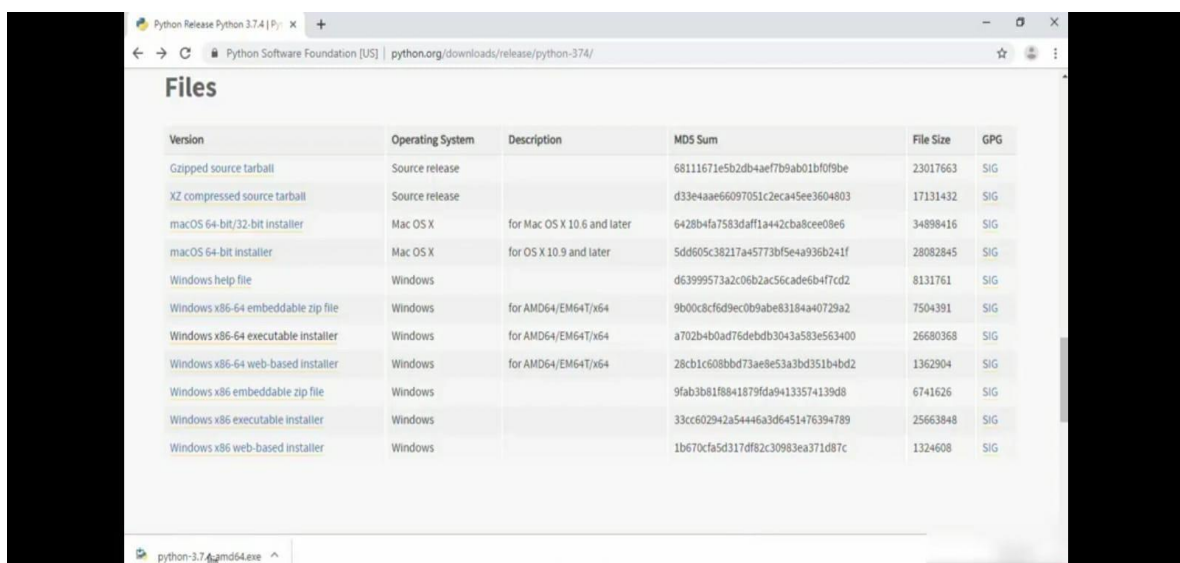 Python Release Python 3.7.4 | Py
Python Software Foundation [US] | python.org/downloads/release/python-374/
Files
Version Operating System Description MD5 Sum File Size GPG
Gzipped source tarball Source release 68111671e5b2db4aef7b9ab01bf0f9be 23017663 SIG
XZ compressed source tarball Source release d33e4aae66097051c2eca45ee3604803 17131432 SIG
macOS 64-bit/32-bit installer Mac OS X for Mac OS X 10.6 and later 6428b4fa7583daff1a442cba8cee08e6 34898416 SIG
macOS 64-bit installer Mac OS X for OS X 10.9 and later 5dd605c38217a45773bf5e4a936b241f 28082845 SIG
Windows help file Windows d63999573a2c06b2ac56cade6b4f7cd2 8131761 SIG
Windows x86-64 embeddable zip file Windows for AMD64/EM64T/x64 9b00c8cf6d9ec0b9abe83184a40729a2 7504391 SIG
Windows x86-64 executable installer Windows for AMD64/EM64T/x64 a702b4b0ad76debdb3043a583e563400 26680368 SIG
Windows x86-64 web-based installer Windows for AMD64/EM64T/x64 28cb1c608bbd73ae8e53a3bd351b4bd2 1362904 SIG
Windows x86 embeddable zip file Windows 9fab3b81f8841879fda94133574139d8 6741626 SIG
Windows x86 executable installer Windows 33cc602942a54446a3d6451476394789 25663848 SIG
Windows x86 web-based installer Windows 1b670cfa5d317df82c30983ea371d87c 1324608 SIG
python-3.7.4-amd64.exe